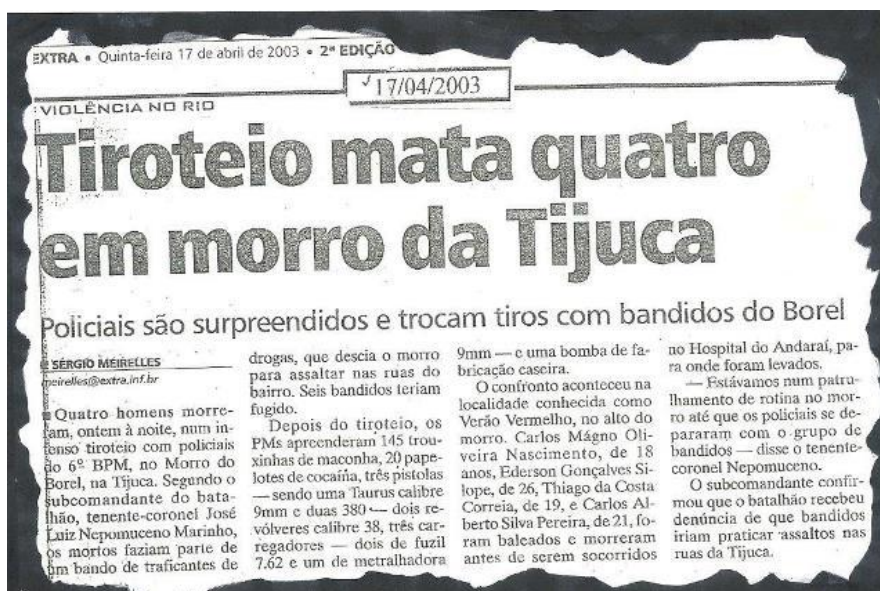 EXTRA • Quinta-feira 17 de abril de 2003 • 2ª EDIÇÃO
17/04/2003
VIOLÊNCIA NO RIO
Tiroteio mata quatro
em morro da Tijuca
Policiais são surpreendidos e trocam tiros com bandidos do Borel
SÉRGIO MEIRELLES
meirelles@extra.inf.br
Quatro homens morre-
ram, ontem à noite, num in-
tenso tiroteio com policiais
do 6º BPM, no Morro do
Borel, na Tijuca. Segundo o
subcomandante do bata-
lhão, tenente-coronel José
Luiz Nepomuceno Marinho,
os mortos faziam parte de
um bando de traficantes de
drogas, que descia o morro
para assaltar nas ruas do
bairro. Seis bandidos teriam
fugido.
Depois do tiroteio, os
PMs apreenderam 145 trou-
xinhas de maconha, 20 pape-
lotes de cocaína, três pistolas
— sendo uma Taurus calibre
9mm e duas 380 — dois re-
vólveres calibre 38, três car-
regadores — dois de fuzil
7.62 e um de metralhadora
9mm — e uma bomba de fa-
bricação caseira.
O confronto aconteceu na
localidade conhecida como
Verão Vermelho, no alto do
morro. Carlos Mágno Oli-
veira Nascimento, de 18
anos, Ederson Gonçalves Si-
lope, de 26, Thiago da Costa
Correia, de 19, e Carlos Al-
berto Silva Pereira, de 21, fo-
ram baleados e morreram
antes de serem socorridos
no Hospital do Andaraí, pa-
ra onde foram levados.
— Estávamos num patru-
lhamento de rotina no mor-
ro até que os policiais se de-
pararam com o grupo de
bandidos — disse o tenente-
coronel Nepomuceno.
O subcomandante confir-
mou que o batalhão recebeu
denúncia de que bandidos
iriam praticar assaltos nas
ruas da Tijuca.